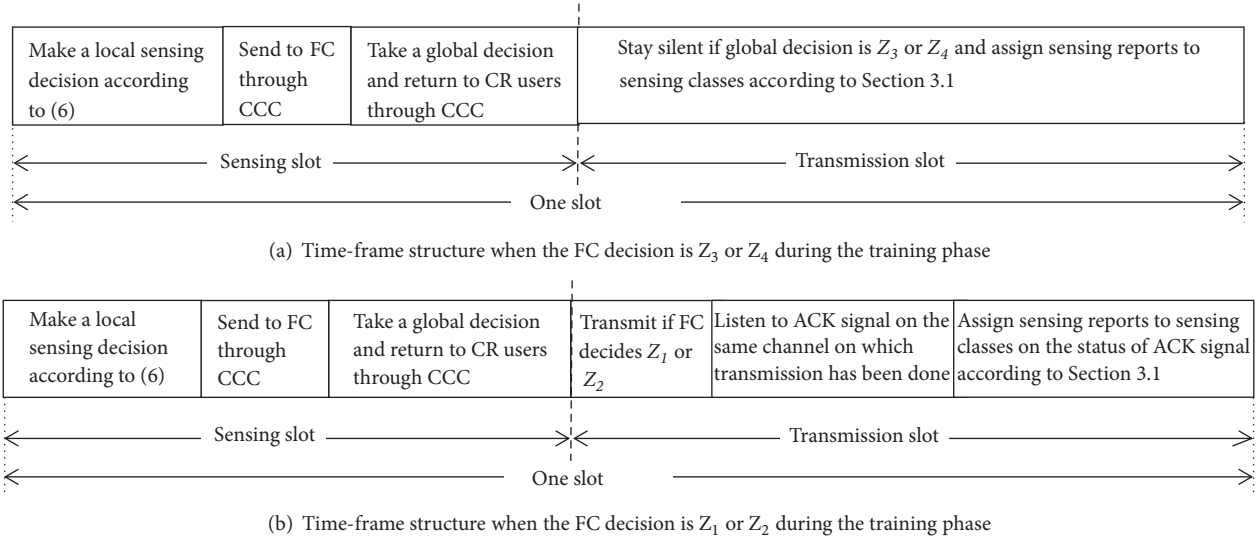 Make a local sensing
decision according
to (6)
Send to FC
through
CCC
Take a global decision
and return to CR users
through CCC
Stay silent if global decision is Z3 or Z4 and assign sensing reports to
sensing classes according to Section 3.1
Sensing slot
Transmission slot
One slot
(a) Time-frame structure when the FC decision is Z3 or Z4 during the training phase
Make a local
sensing decision
according to (6)
Send to FC
through
CCC
Take a global decision
and return to CR users
through CCC
Transmit if FC
decides Z1 or
Z2
Listen to ACK signal on the
same channel on which
transmission has been done
Assign sensing reports to sensing
classes on the status of ACK signal
according to Section 3.1
Sensing slot
Transmission slot
One slot
(b) Time-frame structure when the FC decision is Z1 or Z2 during the training phase